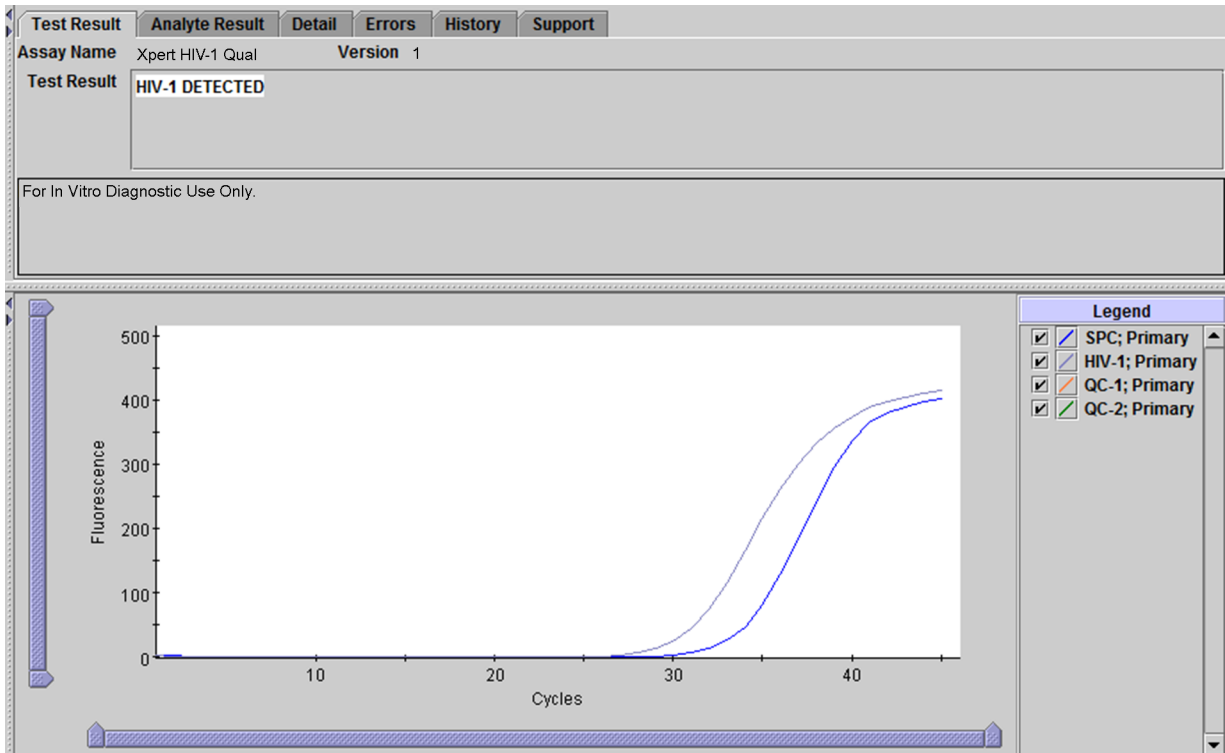 Test Result Analyte Result Detail Errors History Support
Assay Name Xpert HIV-1 Qual Version 1
Test Result HIV-1 DETECTED
For In Vitro Diagnostic Use Only.
Legend
SPC; Primary
HIV-1; Primary
QC-1; Primary
QC-2; Primary
500
400
300
200
100
0
Fluorescence
10 20 30 40
Cycles